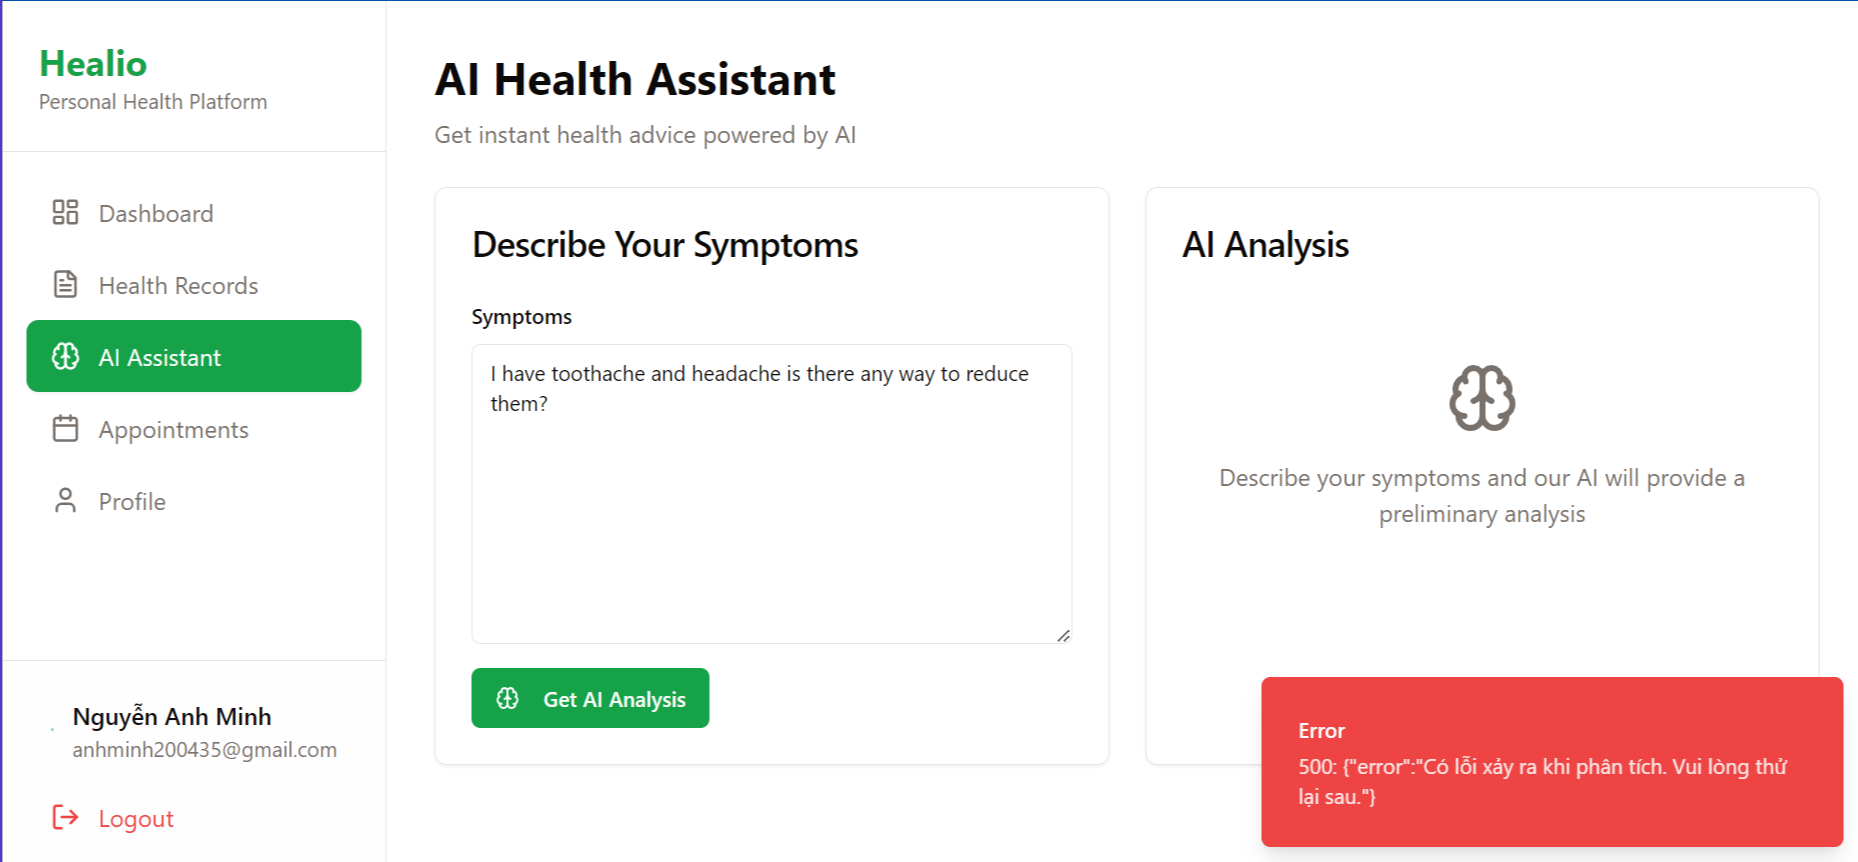 Healio
Personal Health Platform
Dashboard
Health Records
AI Assistant
Appointments
Profile
Nguyễn Anh Minh
anhminh200435@gmail.com
Logout
AI Health Assistant
Get instant health advice powered by AI
Describe Your Symptoms
Symptoms
I have toothache and headache is there any way to reduce
them?
Get AI Analysis
AI Analysis
Describe your symptoms and our AI will provide a
preliminary analysis
Error
500: {"error":"Có lỗi xảy ra khi phân tích. Vui lòng thử
lại sau."}